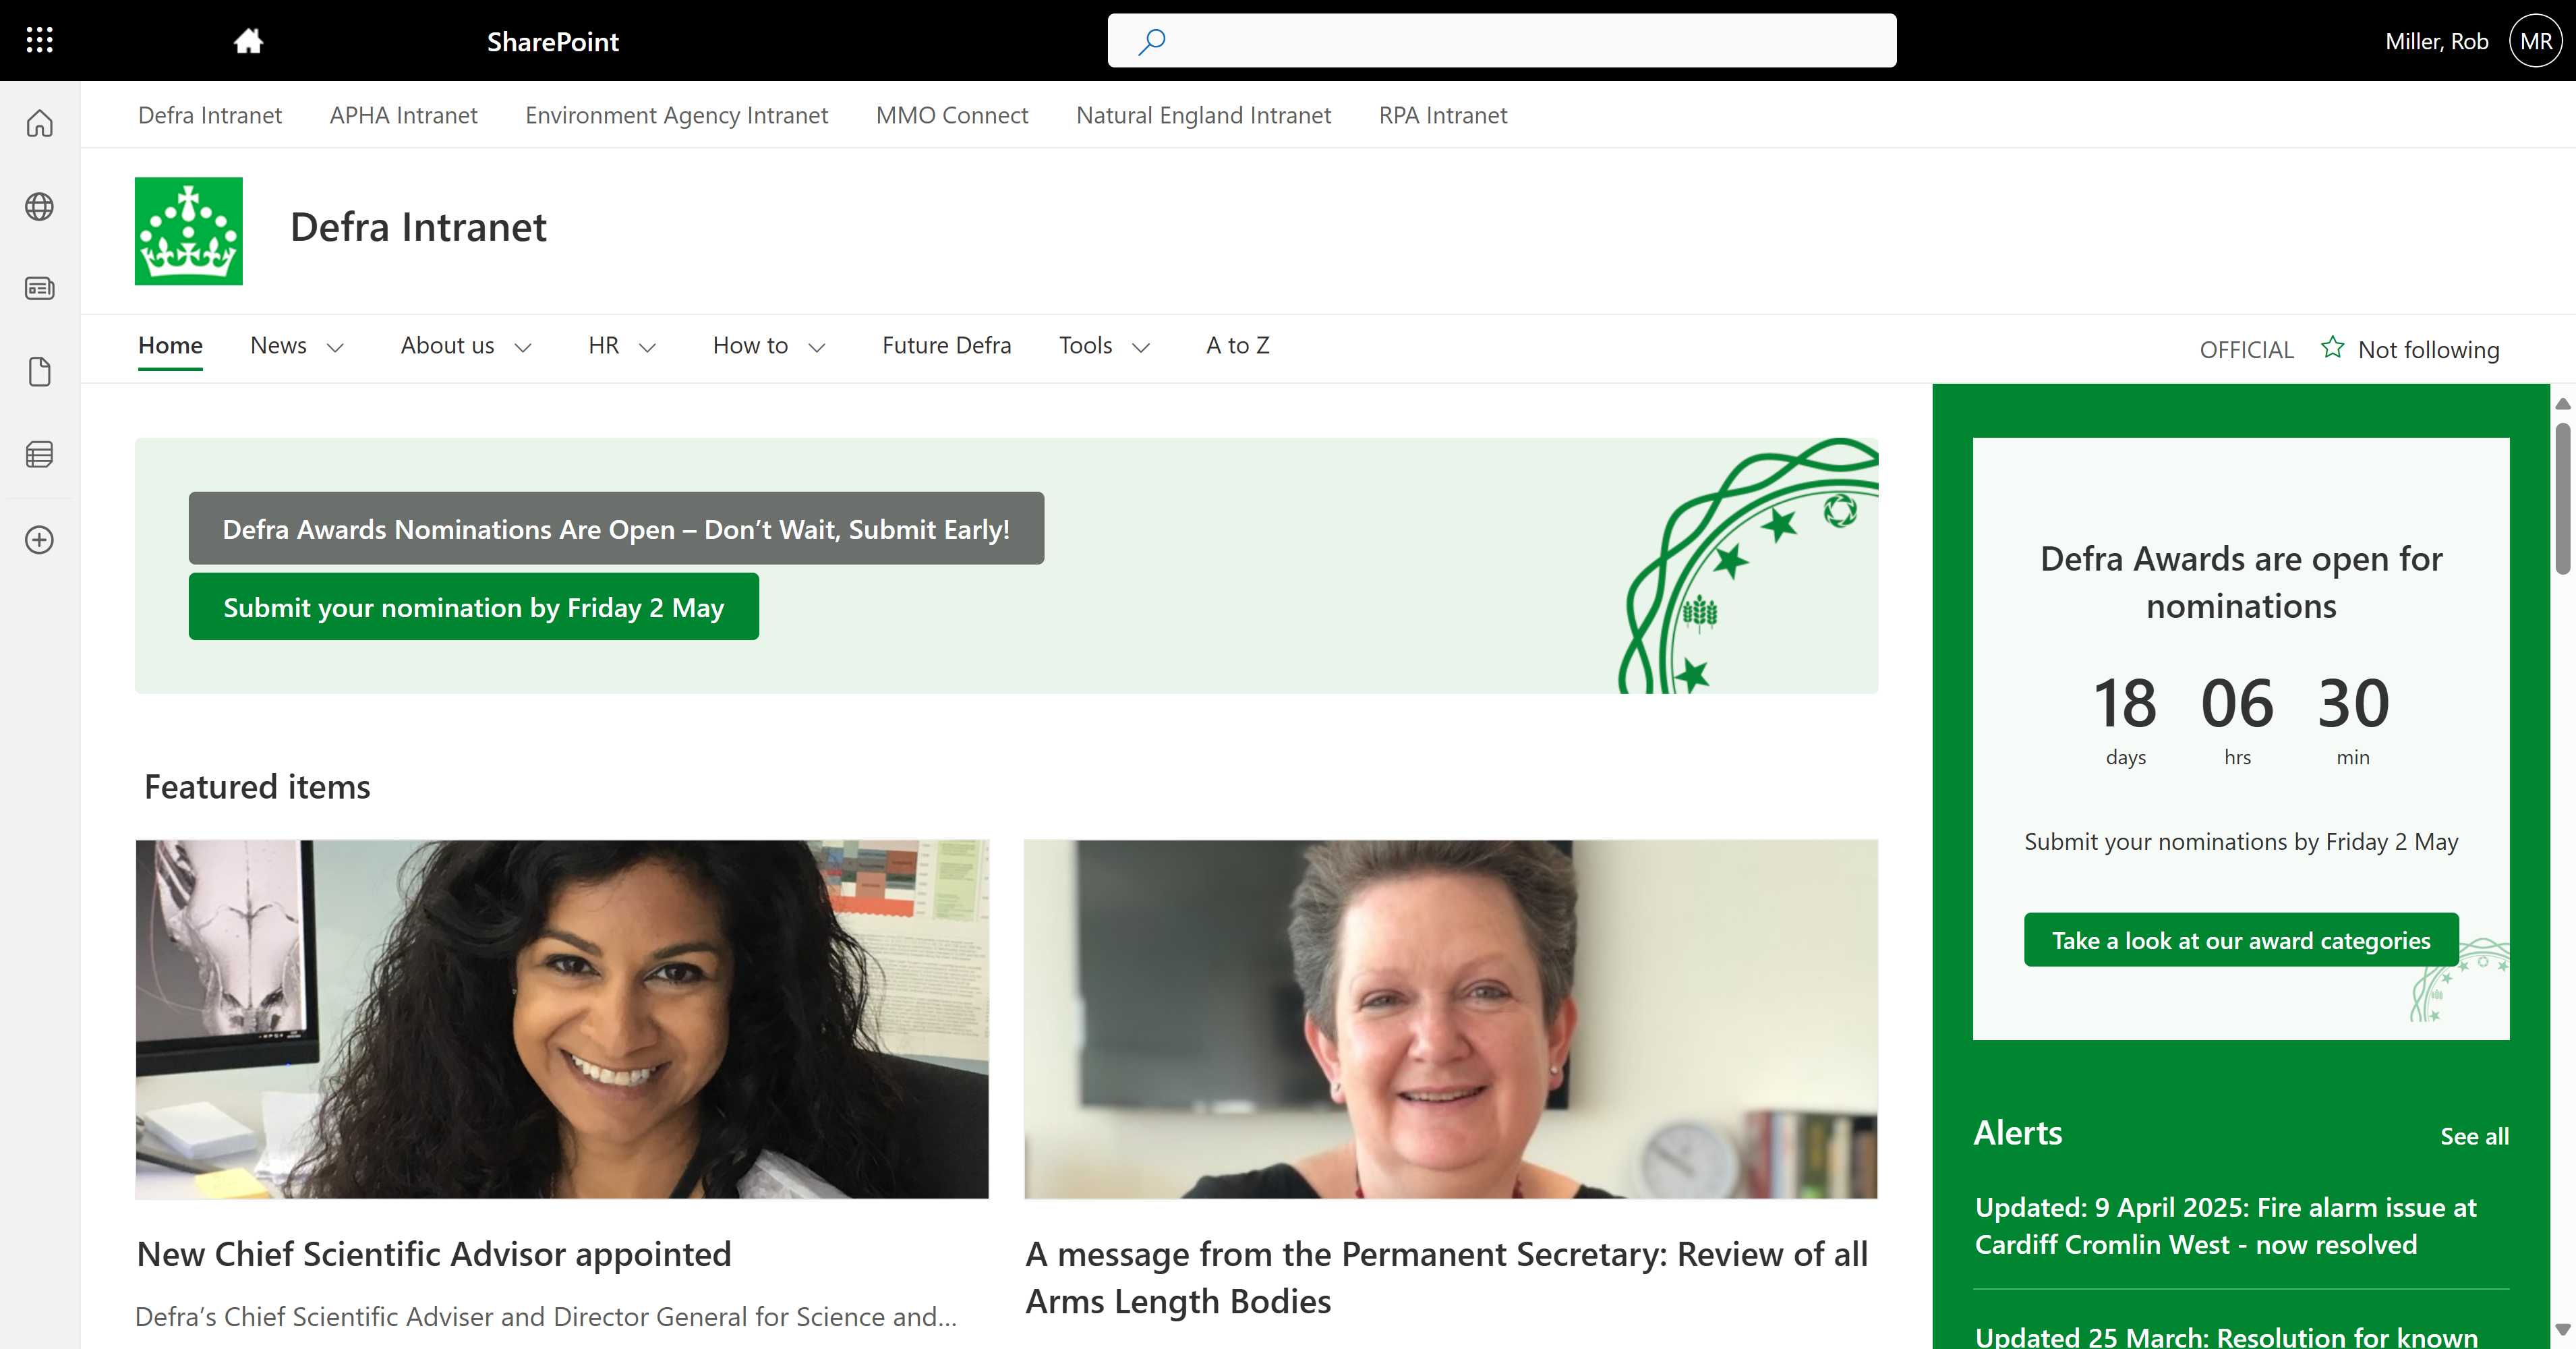 SharePoint
Miller, Rob
MR
Defra Intranet
APHA Intranet
Environment Agency Intranet
MMO Connect
Natural England Intranet
RPA Intranet
Defra Intranet
Home
News
About us
HR
How to
Future Defra
Tools
A to Z
OFFICIAL
Not following
Defra Awards Nominations Are Open – Don’t Wait, Submit Early!
Submit your nomination by Friday 2 May
Featured items
New Chief Scientific Advisor appointed
Defra’s Chief Scientific Adviser and Director General for Science and...
A message from the Permanent Secretary: Review of all
Arms Length Bodies
Defra Awards are open for
nominations
18 06 30
days hrs min
Submit your nominations by Friday 2 May
Take a look at our award categories
Alerts
See all
Updated: 9 April 2025: Fire alarm issue at
Cardiff Cromlin West - now resolved
Updated 25 March: Resolution for known